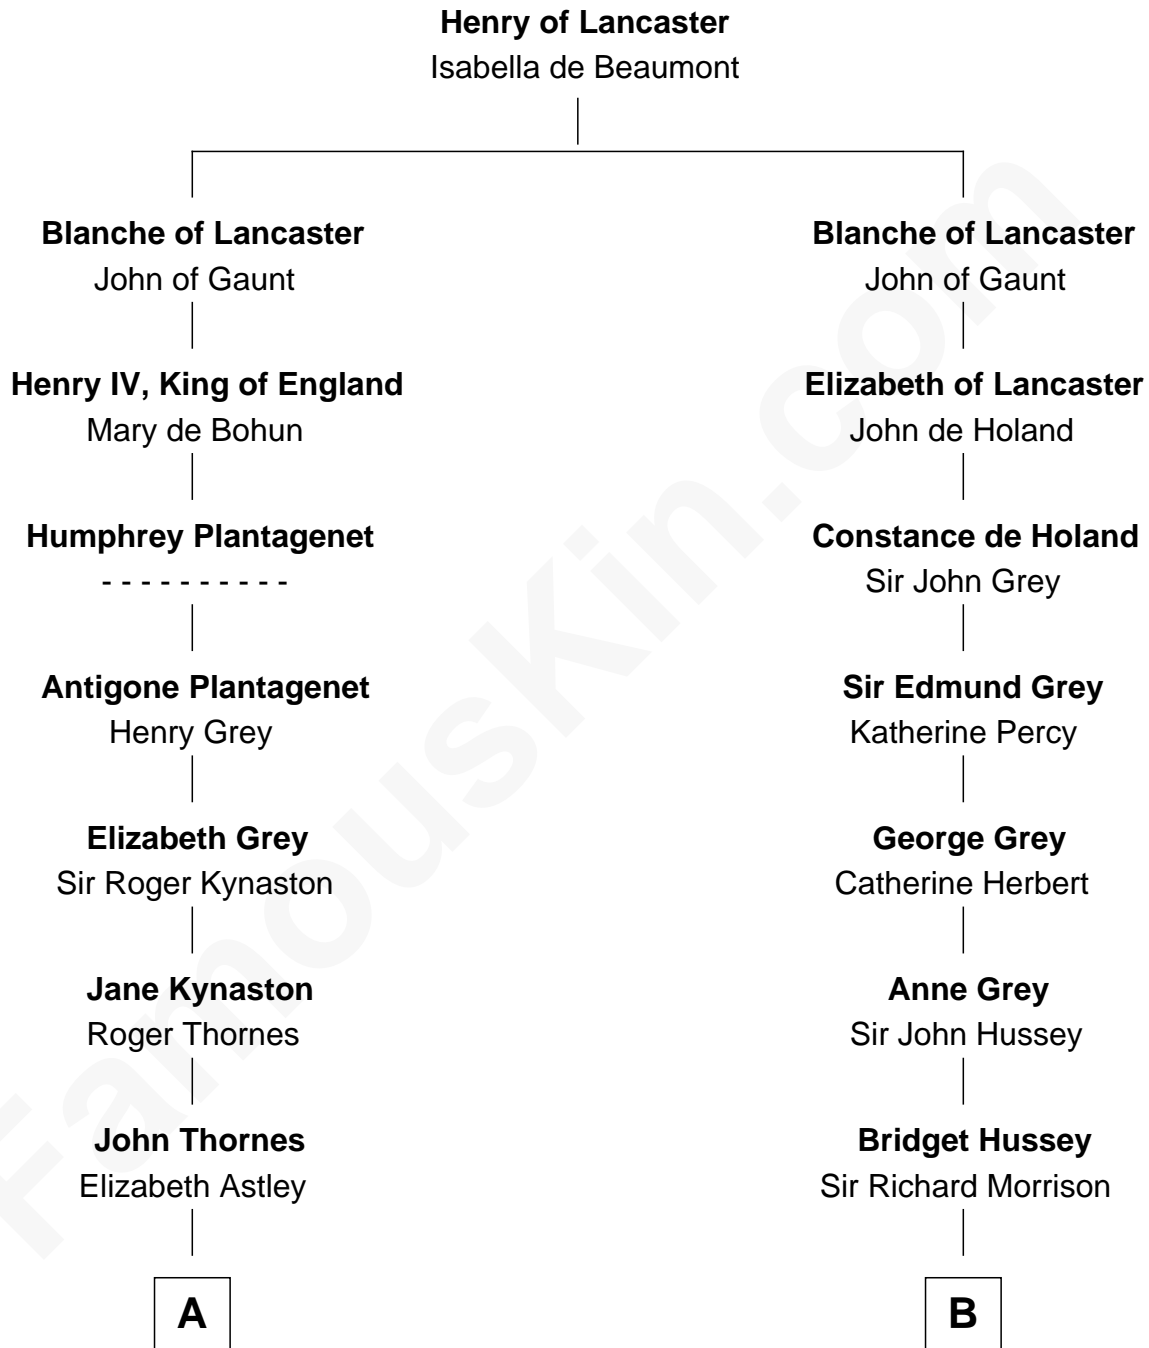 Henry of Lancaster
Isabella de Beaumont
Blanche of Lancaster
John of Gaunt
Henry IV, King of England
Mary de Bohun
Humphrey Plantagenet
- - - - - - - - - -
Antigone Plantagenet
Henry Grey
Elizabeth Grey
Sir Roger Kynaston
Jane Kynaston
Roger Thornes
John Thornes
Elizabeth Astley
A
Blanche of Lancaster
John of Gaunt
Elizabeth of Lancaster
John de Holand
Constance de Holand
Sir John Grey
Sir Edmund Grey
Katherine Percy
George Grey
Catherine Herbert
Anne Grey
Sir John Hussey
Bridget Hussey
Sir Richard Morrison
B
FamousKin.com